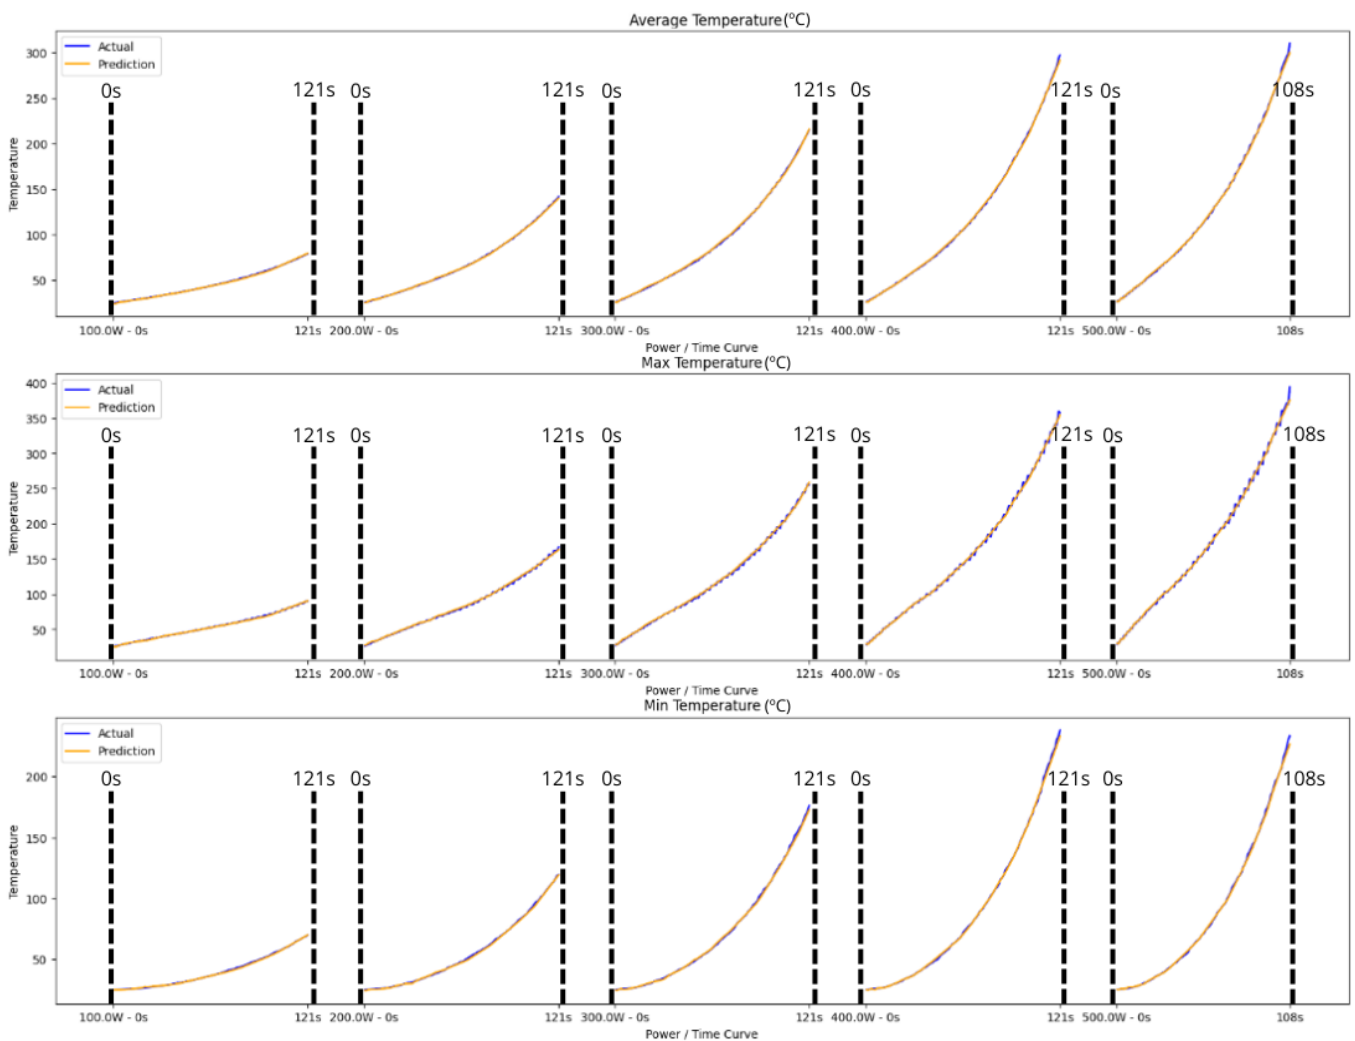 Average Temperature(°C)
Actual
Prediction
300
250
200
150
100
50
Temperature
0s 121s 0s 121s 0s 121s 0s 121s 0s 108s
100.0W - 0s 121s 200.0W - 0s 121s 300.0W - 0s 121s 400.0W - 0s 121s 500.0W - 0s 108s
Power / Time Curve
Max Temperature(°C)
Actual
Prediction
400
350
300
250
200
150
100
50
Temperature
0s 121s 0s 121s 0s 121s 0s 121s 0s 108s
100.0W - 0s 121s 200.0W - 0s 121s 300.0W - 0s 121s 400.0W - 0s 121s 500.0W - 0s 108s
Power / Time Curve
Min Temperature (°C)
Actual
Prediction
200
150
100
50
Temperature
0s 121s 0s 121s 0s 121s 0s 121s 0s 108s
100.0W - 0s 121s 200.0W - 0s 121s 300.0W - 0s 121s 400.0W - 0s 121s 500.0W - 0s 108s
Power / Time Curve